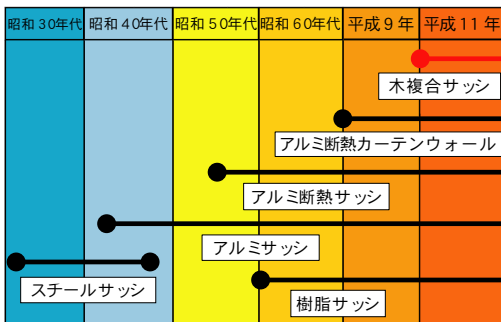 昭和30年代 昭和40年代 昭和50年代 昭和60年代 平成9年 平成11年
木複合サッシ
アルミ断熱カーテンウォール
アルミ断熱サッシ
アルミサッシ
スチールサッシ
樹脂サッシ